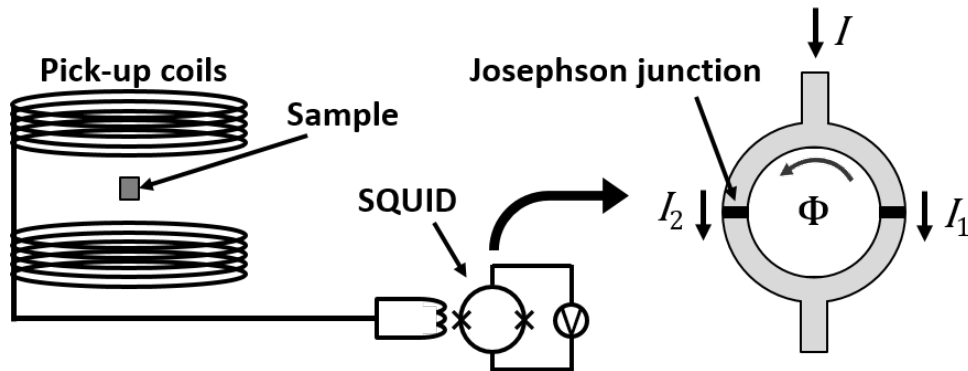 Pick-up coils
Sample
SQUID
V
Josephson junction
I
I₂
Φ
I₁